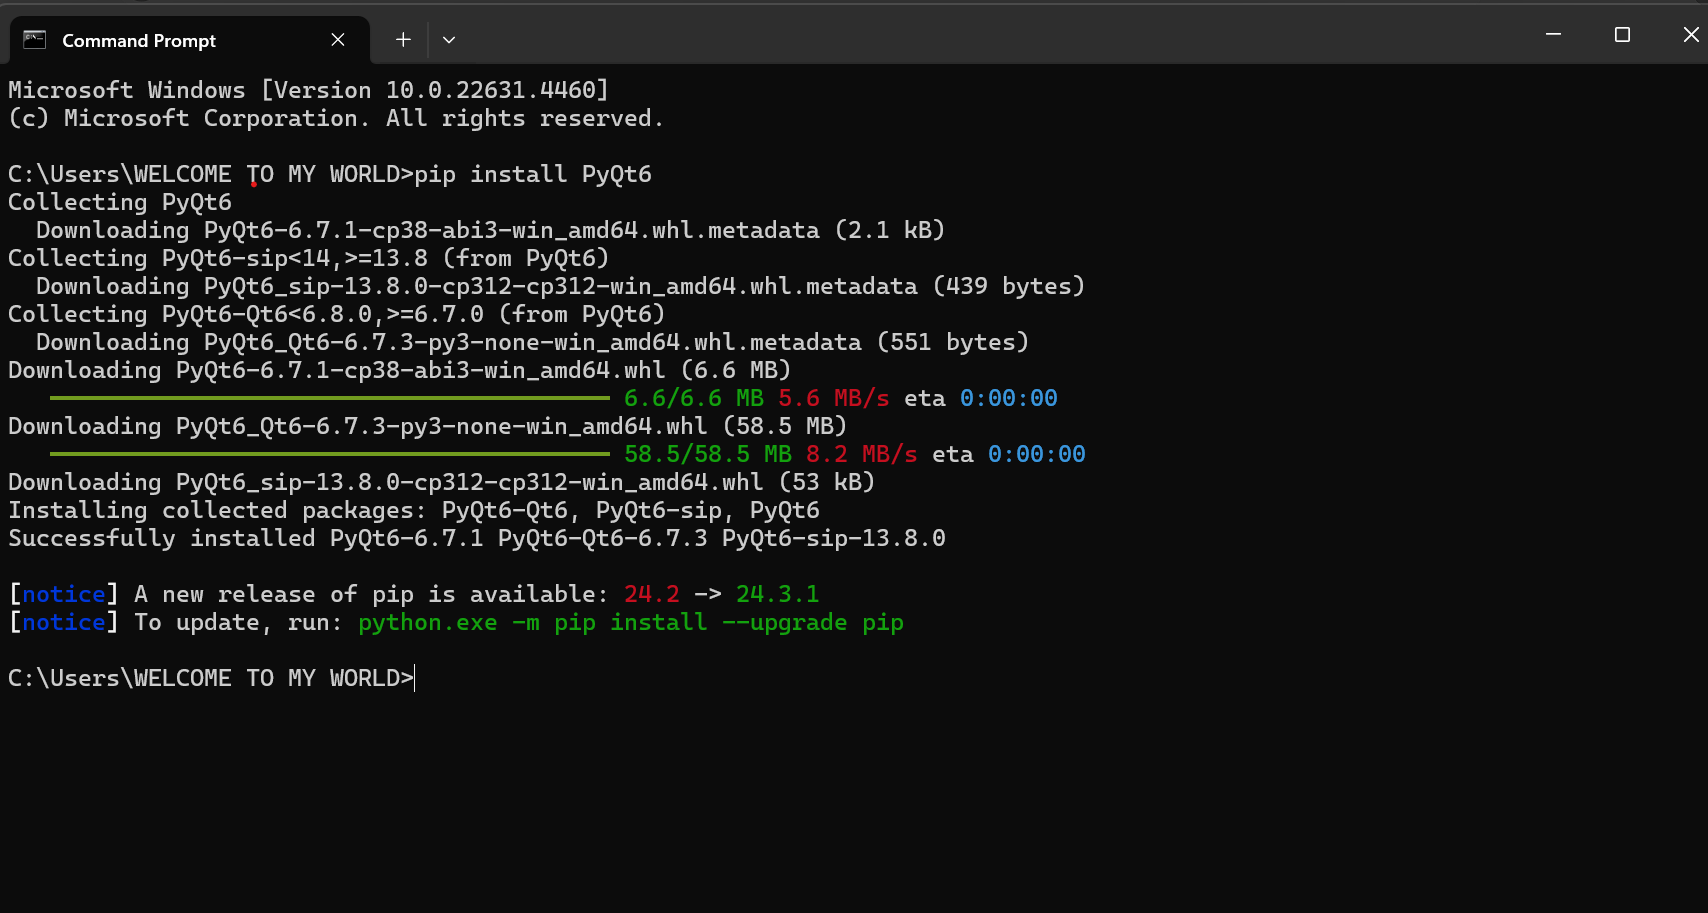 Command Prompt
Microsoft Windows [Version 10.0.22631.4460]
(c) Microsoft Corporation. All rights reserved.
C:\Users\WELCOME TO MY WORLD>pip install PyQt6
Collecting PyQt6
  Downloading PyQt6-6.7.1-cp38-abi3-win_amd64.whl.metadata (2.1 kB)
Collecting PyQt6-sip<14,>=13.8 (from PyQt6)
  Downloading PyQt6_sip-13.8.0-cp312-cp312-win_amd64.whl.metadata (439 bytes)
Collecting PyQt6-Qt6<6.8.0,>=6.7.0 (from PyQt6)
  Downloading PyQt6_Qt6-6.7.3-py3-none-win_amd64.whl.metadata (551 bytes)
Downloading PyQt6-6.7.1-cp38-abi3-win_amd64.whl (6.6 MB)
6.6/6.6 MB 5.6 MB/s eta 0:00:00
Downloading PyQt6_Qt6-6.7.3-py3-none-win_amd64.whl (58.5 MB)
58.5/58.5 MB 8.2 MB/s eta 0:00:00
Downloading PyQt6_sip-13.8.0-cp312-cp312-win_amd64.whl (53 kB)
Installing collected packages: PyQt6-Qt6, PyQt6-sip, PyQt6
Successfully installed PyQt6-6.7.1 PyQt6-Qt6-6.7.3 PyQt6-sip-13.8.0
[notice] A new release of pip is available: 24.2 -> 24.3.1
[notice] To update, run: python.exe -m pip install --upgrade pip
C:\Users\WELCOME TO MY WORLD>